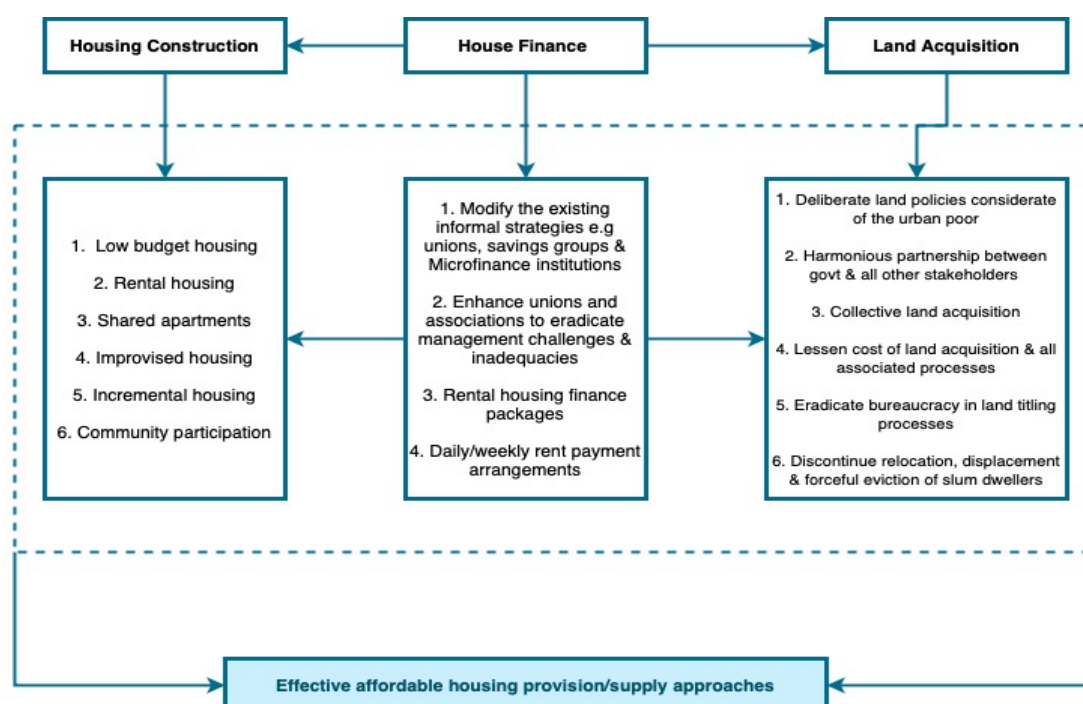 Housing Construction
House Finance
Land Acquisition
1. Low budget housing
2. Rental housing
3. Shared apartments
4. Improvised housing
5. Incremental housing
6. Community participation
1. Modify the existing
informal strategies e.g
unions, savings groups &
Microfinance institutions
2. Enhance unions and
associations to eradicate
management challenges &
inadequacies
3. Rental housing finance
packages
4. Daily/weekly rent payment
arrangements
1. Deliberate land policies considerate
of the urban poor
2. Harmonious partnership between
govt & all other stakeholders
3. Collective land acquisition
4. Lessen cost of land acquisition & all
associated processes
5. Eradicate bureaucracy in land titling
processes
6. Discontinue relocation, displacement
& forceful eviction of slum dwellers
Effective affordable housing provision/supply approaches